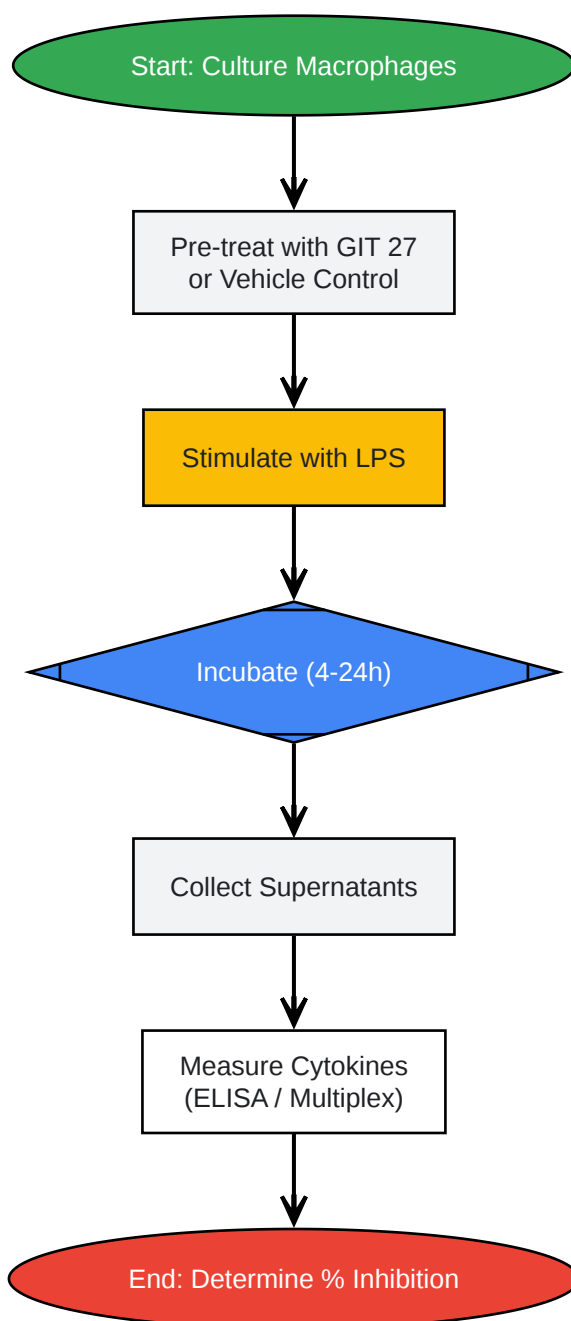 Start: Culture Macrophages
Pre-treat with GIT 27
or Vehicle Control
Stimulate with LPS
Incubate (4-24h)
Collect Supernatants
Measure Cytokines
(ELISA / Multiplex)
End: Determine % Inhibition